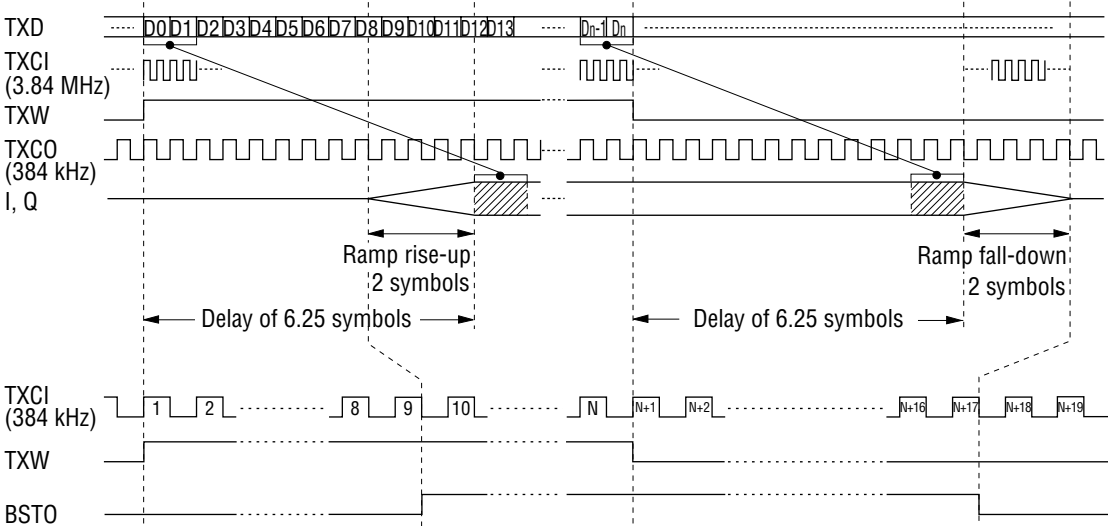 TXD D0 D1 D2 D3 D4 D5 D6 D7 D8 D9 D10 D11 D12 D13 Dn-1 Dn
TXCI
(3.84 MHz)
TXW
TXCO
(384 kHz)
I, Q
Ramp rise-up
2 symbols
Ramp fall-down
2 symbols
Delay of 6.25 symbols Delay of 6.25 symbols
TXCI
(384 kHz)
1 2 8 9 10 N N+1 N+2 N+16 N+17 N+18 N+19
TXW
BSTO